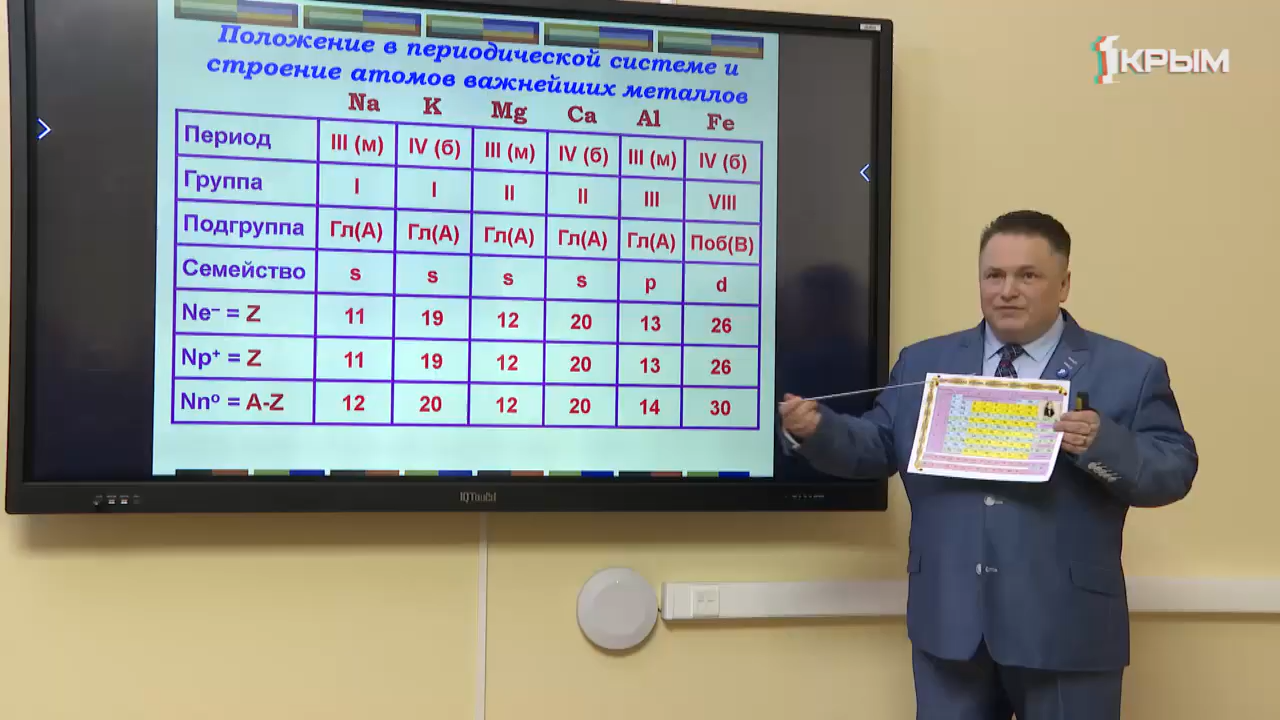 1КРЫМ
Положение в периодической системе и
строение атомов важнейших металлов
Na K Mg Ca Al Fe
Период III (м) IV (б) III (м) IV (б) III (м) IV (б)
Группа I I II II III VIII
Подгруппа Гл(А) Гл(А) Гл(А) Гл(А) Гл(А) Поб(В)
Семейство s s s s p d
Ne⁻ = Z 11 19 12 20 13 26
Np⁺ = Z 11 19 12 20 13 26
Nnº = A-Z 12 20 12 20 14 30
IQTouch